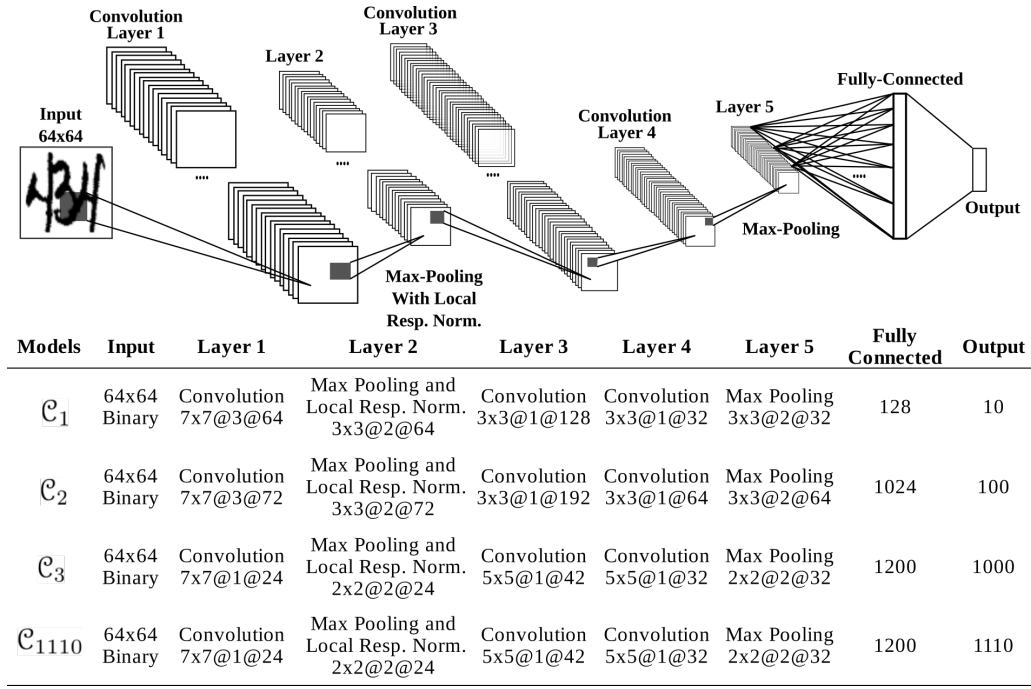 Convolution
Layer 1
Convolution
Layer 3
Layer 2
Fully-Connected
Input
64x64
Convolution
Layer 4
Layer 5
434
....
....
....
....
Output
Max-Pooling
Max-Pooling
With Local
Resp. Norm.
Models Input Layer 1 Layer 2 Layer 3 Layer 4 Layer 5 Fully Connected Output
Max Pooling and
64x64 Convolution Local Resp. Norm. Convolution Convolution Max Pooling
C1 Binary 7x7@3@64 3x3@2@64 3x3@1@128 3x3@1@32 3x3@2@32 128 10
Max Pooling and
64x64 Convolution Local Resp. Norm. Convolution Convolution Max Pooling
C2 Binary 7x7@3@72 3x3@2@72 3x3@1@192 3x3@1@64 3x3@2@64 1024 100
Max Pooling and
64x64 Convolution Local Resp. Norm. Convolution Convolution Max Pooling
C3 Binary 7x7@1@24 2x2@2@24 5x5@1@42 5x5@1@32 2x2@2@32 1200 1000
Max Pooling and
64x64 Convolution Local Resp. Norm. Convolution Convolution Max Pooling
C1110 Binary 7x7@1@24 2x2@2@24 5x5@1@42 5x5@1@32 2x2@2@32 1200 1110